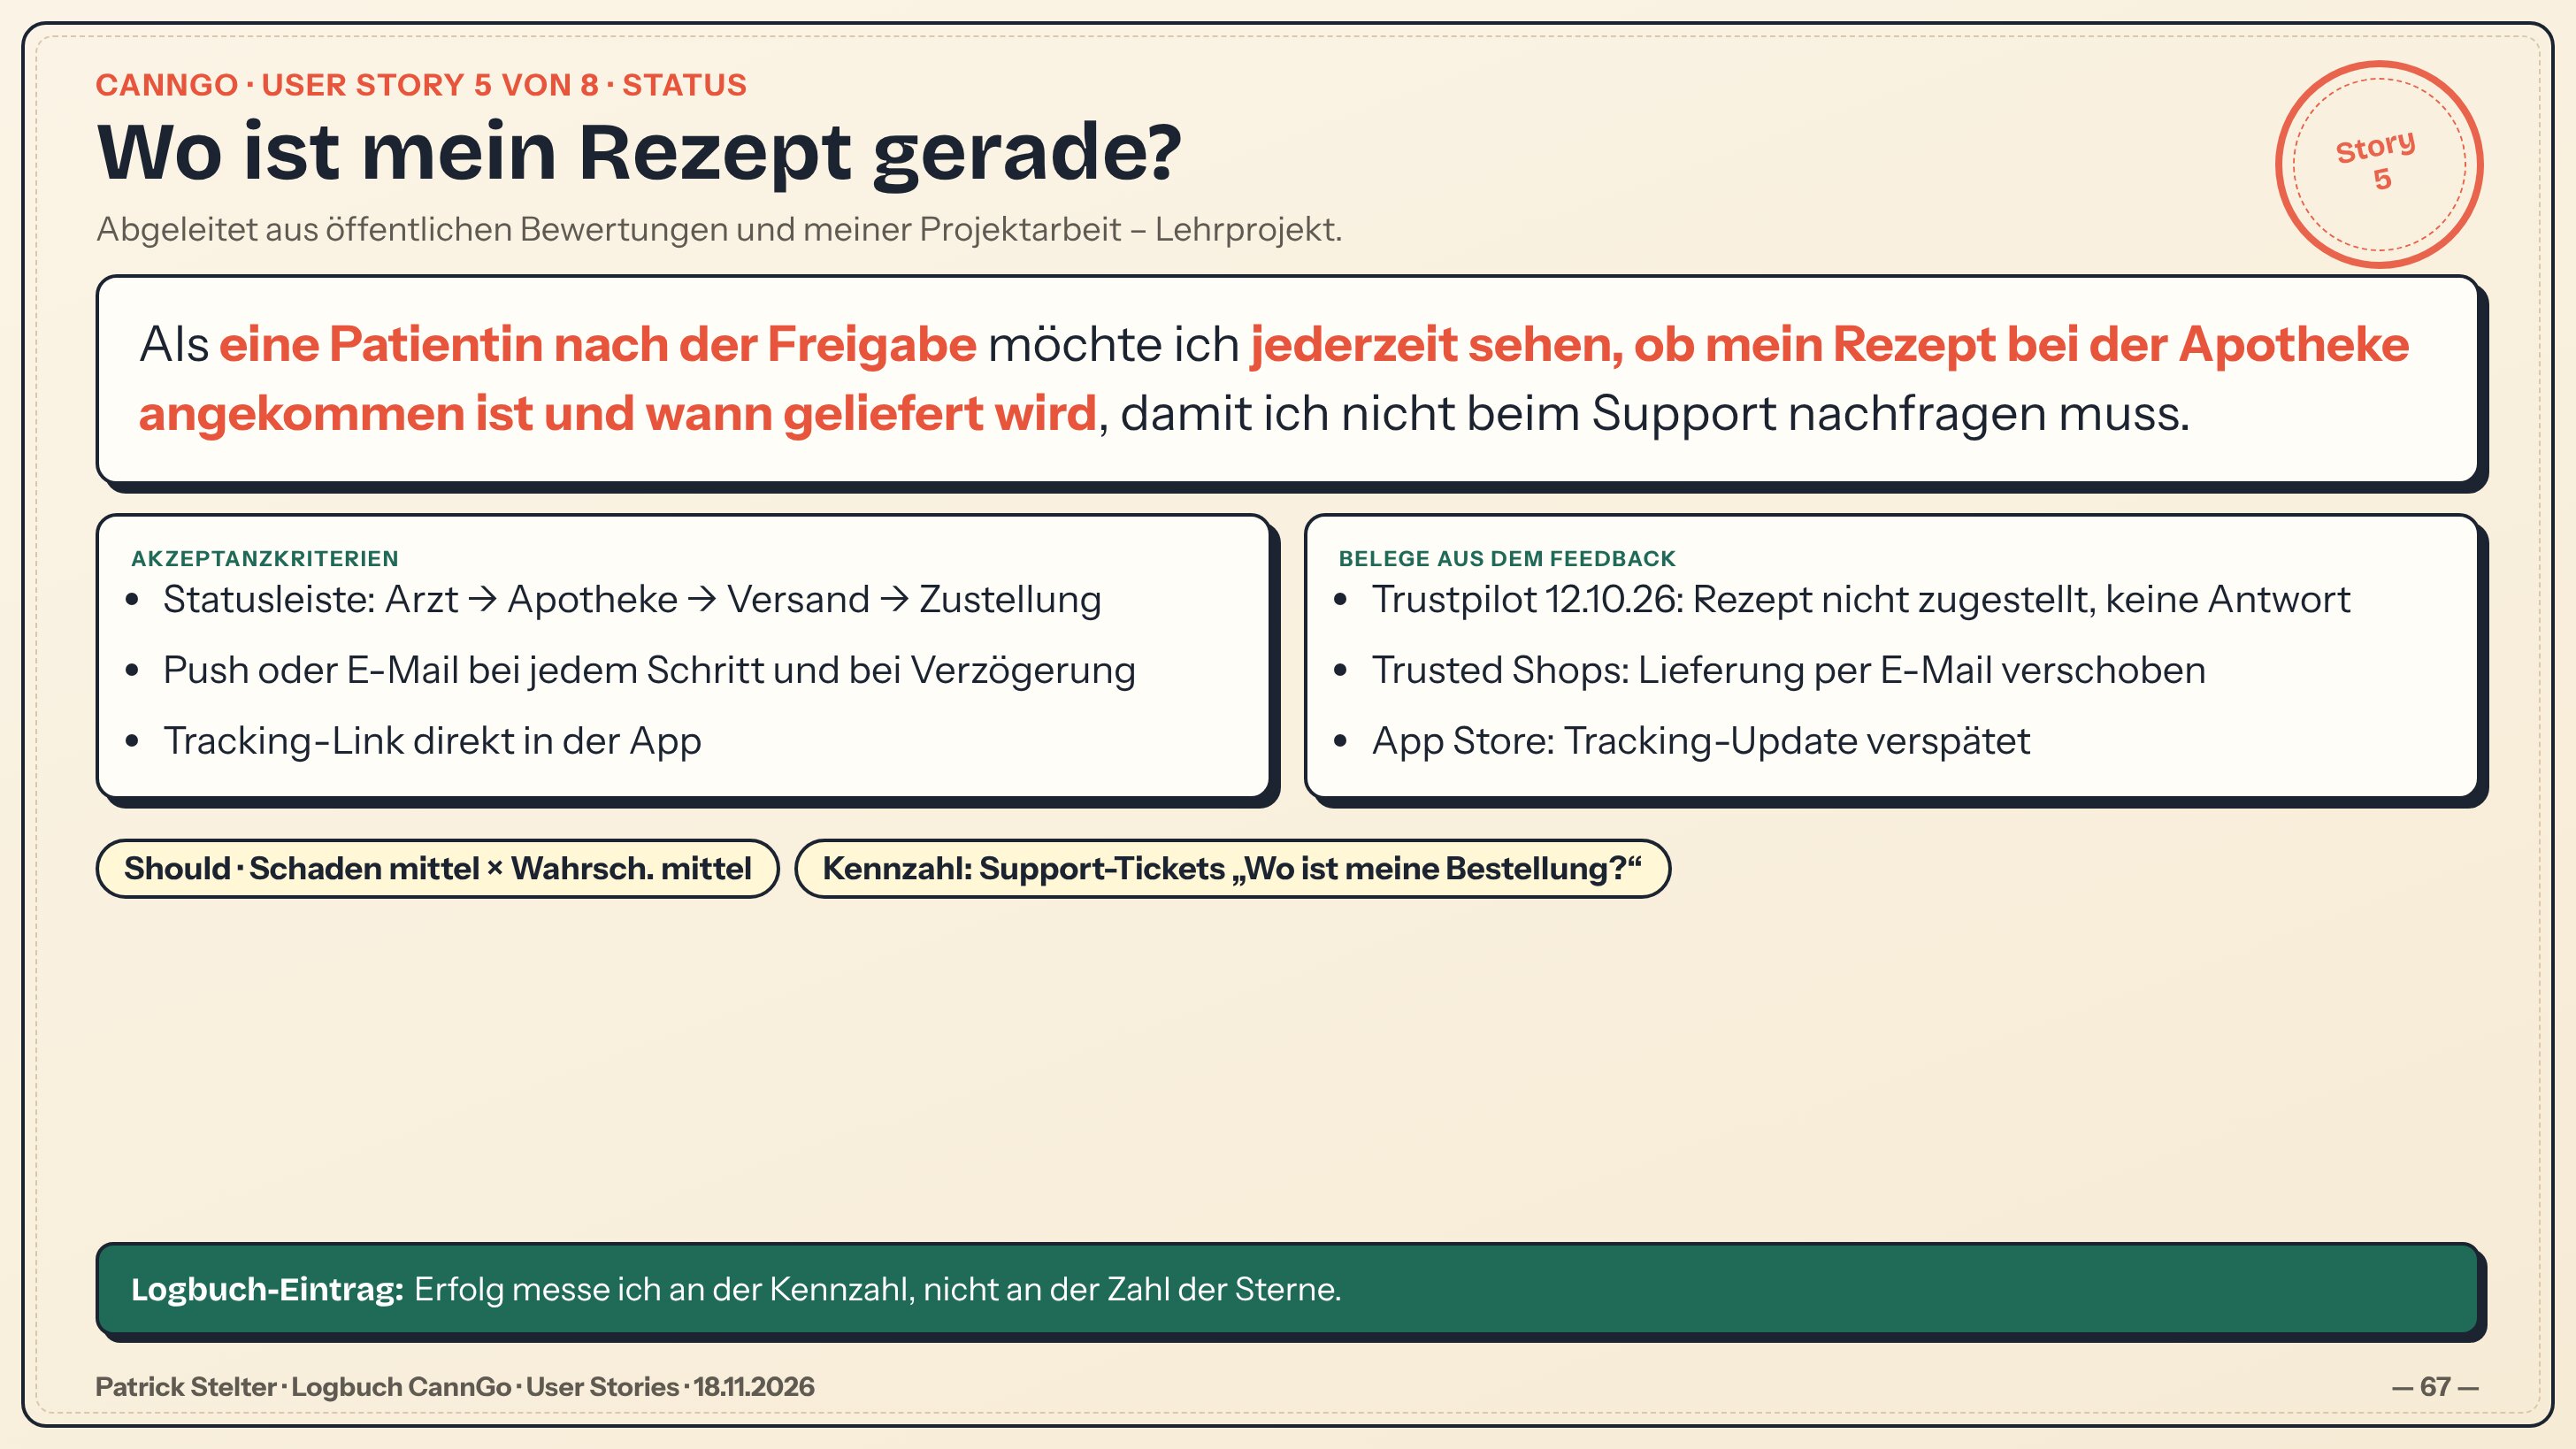 CANNGO · USER STORY 5 VON 8 · STATUS
Wo ist mein Rezept gerade?
Abgeleitet aus öffentlichen Bewertungen und meiner Projektarbeit – Lehrprojekt.
Story
5
Als eine Patientin nach der Freigabe möchte ich jederzeit sehen, ob mein Rezept bei der Apotheke
angekommen ist und wann geliefert wird, damit ich nicht beim Support nachfragen muss.
AKZEPTANZKRITERIEN
• Statusleiste: Arzt → Apotheke → Versand → Zustellung
• Push oder E-Mail bei jedem Schritt und bei Verzögerung
• Tracking-Link direkt in der App
BELEGE AUS DEM FEEDBACK
• Trustpilot 12.10.26: Rezept nicht zugestellt, keine Antwort
• Trusted Shops: Lieferung per E-Mail verschoben
• App Store: Tracking-Update verspätet
Should · Schaden mittel × Wahrsch. mittel
Kennzahl: Support-Tickets „Wo ist meine Bestellung?“
Logbuch-Eintrag: Erfolg messe ich an der Kennzahl, nicht an der Zahl der Sterne.
Patrick Stelter · Logbuch CannGo · User Stories · 18.11.2026
— 67 —